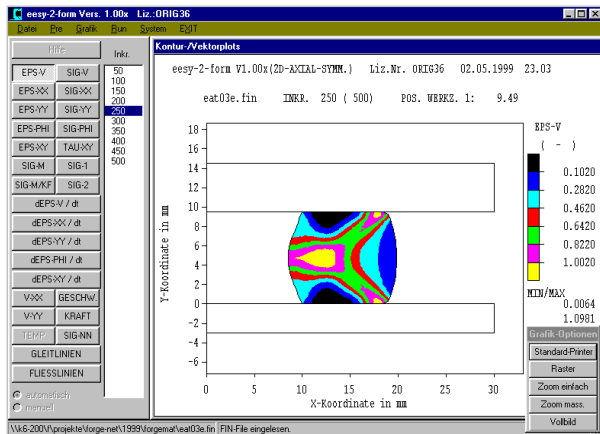 eesy-2-form Vers. 1.00x Liz.:ORIG36
Datei Pre Grafik Run System EXIT
Hilfe
Inkr.
EPS-V SIG-V
EPS-XX SIG-XX
EPS-YY SIG-YY
EPS-PHI SIG-PHI
EPS-XY TAU-XY
SIG-M SIG-1
SIG-M/KF SIG-2
dEPS-V / dt
dEPS-XX / dt
dEPS-YY / dt
dEPS-PHI / dt
dEPS-XY / dt
V-XX GESCHW.
V-YY KRAFT
TEMP SIG-NN
GLEITLINIEN
FLIESSLINIEN
automatisch
manuell
50
100
150
200
250
300
350
400
450
500
Kontur-/Vektorplots
eesy-2-form V1.00x(2D-AXIAL-SYMM.) Liz.Nr. ORIG36 02.05.1999 23.03
eat03e.fin INKR. 250 ( 500) POS. WERKZ. 1: 9.49
Y-Koordinate in mm
18
16
14
12
10
8
6
4
2
0
-2
-4
-6
0 5 10 15 20 25 30
X-Koordinate in mm
EPS-V
( - )
0.1020
0.2820
0.4620
0.6420
0.8220
1.0020
MIN/MAX
0.0064
1.0981
Grafik-Optionen
Standard-Printer
Raster
Zoom einfach
Zoom mass.
Vollbild
\\k6-200\V\projekte\forge-net\1999\forgemat\eat03e.fin FIN-File eingelesen.